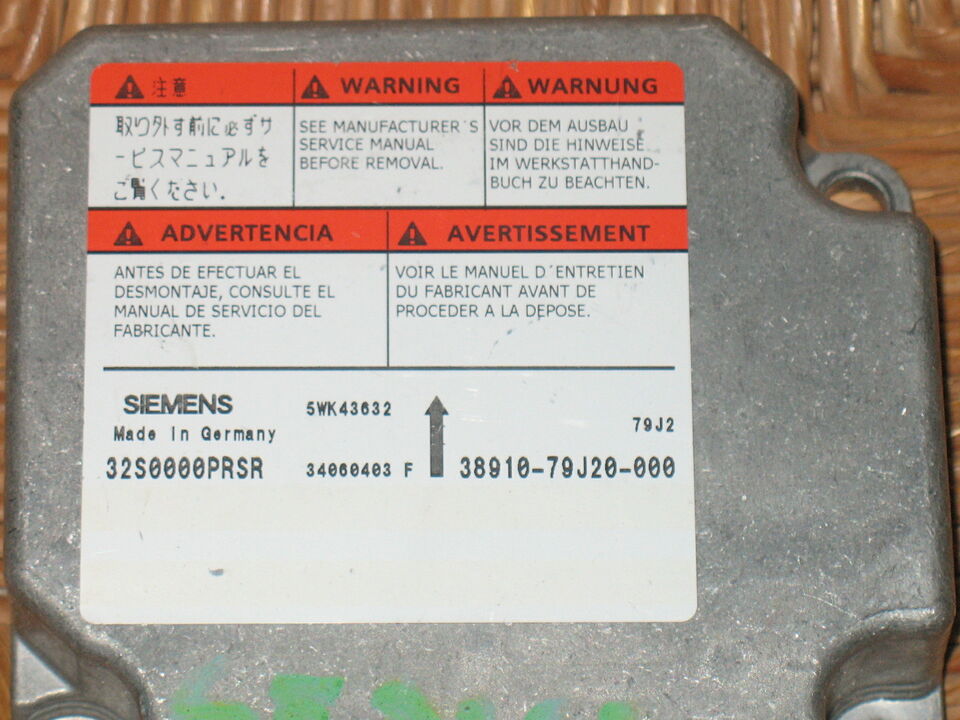 注意
取り外す前に必ずサ
ービスマニュアルを
ご覧ください.
WARNING
SEE MANUFACTURER'S
SERVICE MANUAL
BEFORE REMOVAL.
WARNUNG
VOR DEM AUSBAU
SIND DIE HINWEISE
IM WERKSTATTHAND-
BUCH ZU BEACHTEN.
ADVERTENCIA
ANTES DE EFECTUAR EL
DESMONTAJE, CONSULTE EL
MANUAL DE SERVICIO DEL
FABRICANTE.
AVERTISSEMENT
VOIR LE MANUEL D´ENTRETIEN
DU FABRICANT AVANT DE
PROCEDER A LA DEPOSE.
SIEMENS 5WK43632
79J2
Made in Germany
32S0000PRSR 34060403 F 38910-79J20-000